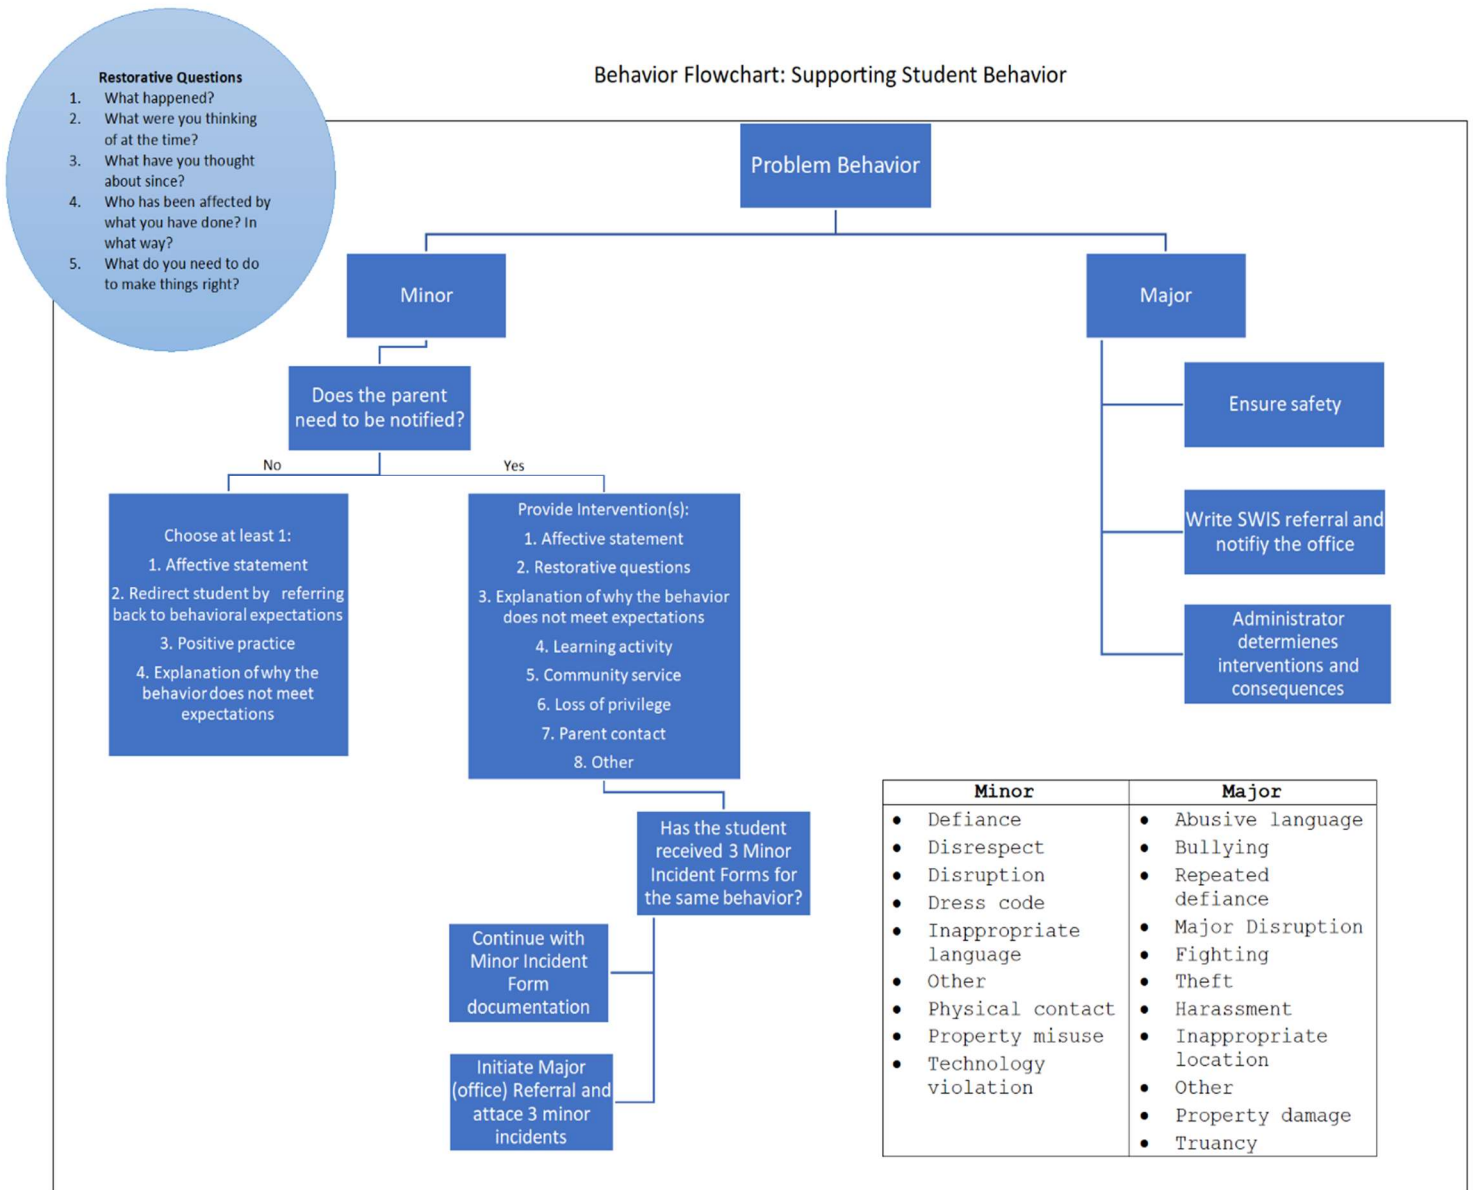 Restorative Questions
1. What happened?
2. What were you thinking
of at the time?
3. What have you thought
about since?
4. Who has been affected by
what you have done? In
what way?
5. What do you need to do
to make things right?
Behavior Flowchart: Supporting Student Behavior
Problem Behavior
Minor
Major
Does the parent
need to be notified?
No
Yes
Choose at least 1:
1. Affective statement
2. Redirect student by referring
back to behavioral expectations
3. Positive practice
4. Explanation of why the
behavior does not meet
expectations
Provide Intervention(s):
1. Affective statement
2. Restorative questions
3. Explanation of why the behavior
does not meet expectations
4. Learning activity
5. Community service
6. Loss of privilege
7. Parent contact
8. Other
Has the student
received 3 Minor
Incident Forms for
the same behavior?
Continue with
Minor Incident
Form
documentation
Initiate Major
(office) Referral and
attace 3 minor
incidents
Ensure safety
Write SWIS referral and
notifiy the office
Administrator
determienes
interventions and
consequences
Minor
• Defiance
• Disrespect
• Disruption
• Dress code
• Inappropriate
language
• Other
• Physical contact
• Property misuse
• Technology
violation
Major
• Abusive language
• Bullying
• Repeated
defiance
• Major Disruption
• Fighting
• Theft
• Harassment
• Inappropriate
location
• Other
• Property damage
• Truancy